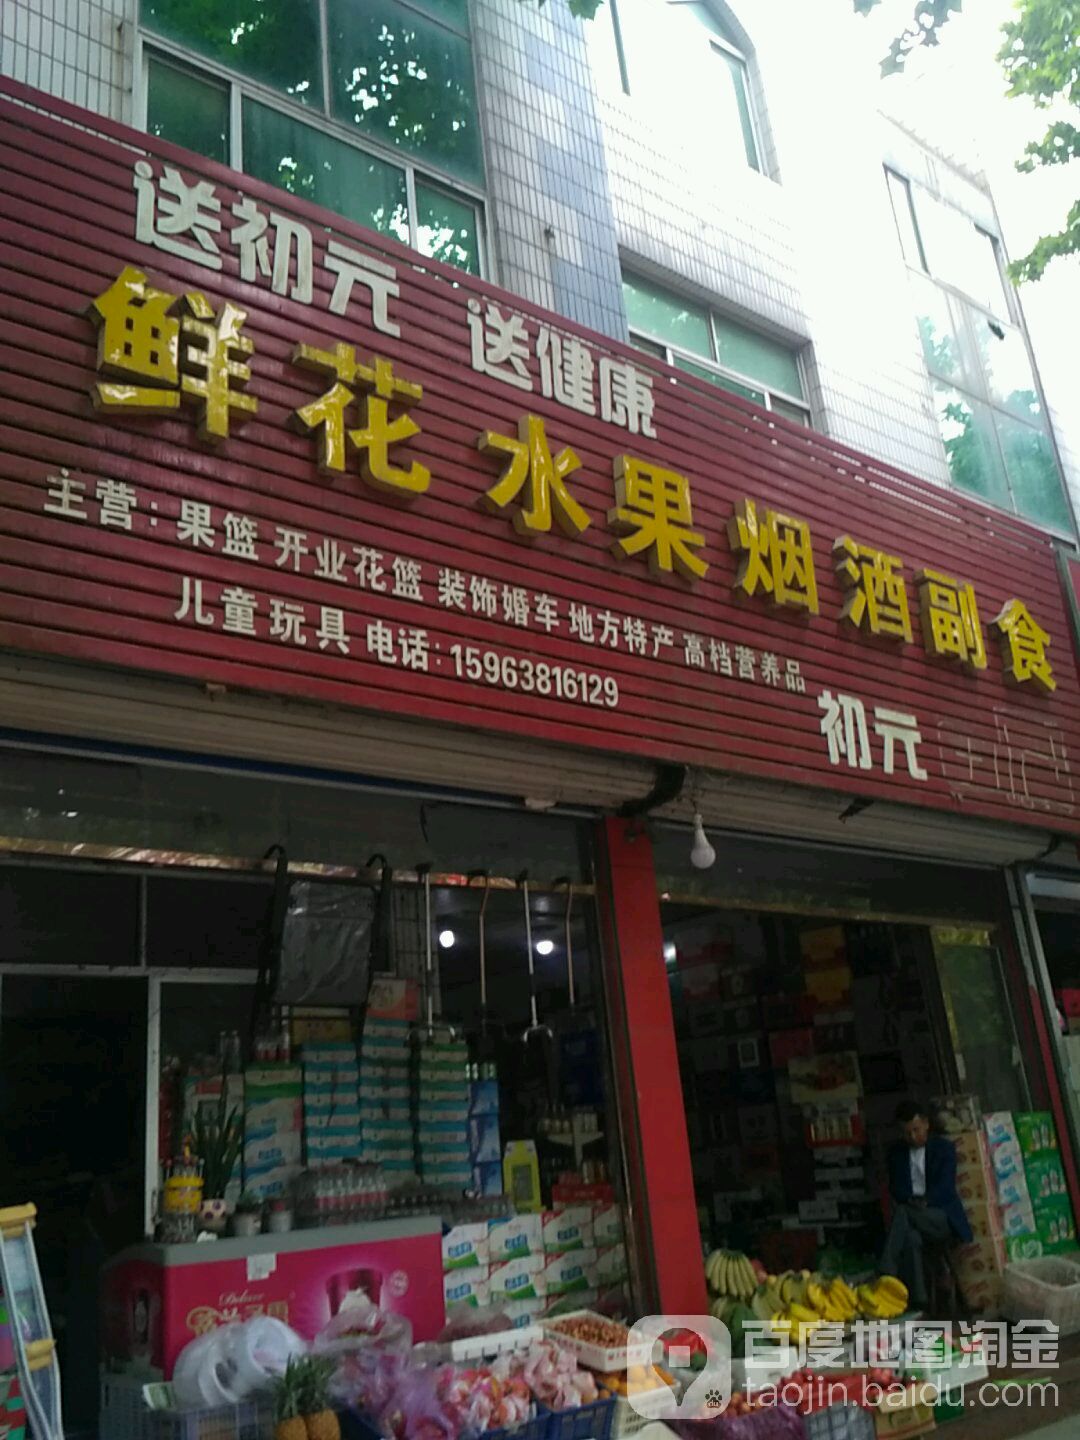 送初元 送健康
鲜花 水果 烟酒副食
主营：果篮 开业花篮 装饰婚车 地方特产 高档营养品
儿童玩具 电话：15963816129
初元
Deluxe
百度地图淘金
taojin.baidu.com